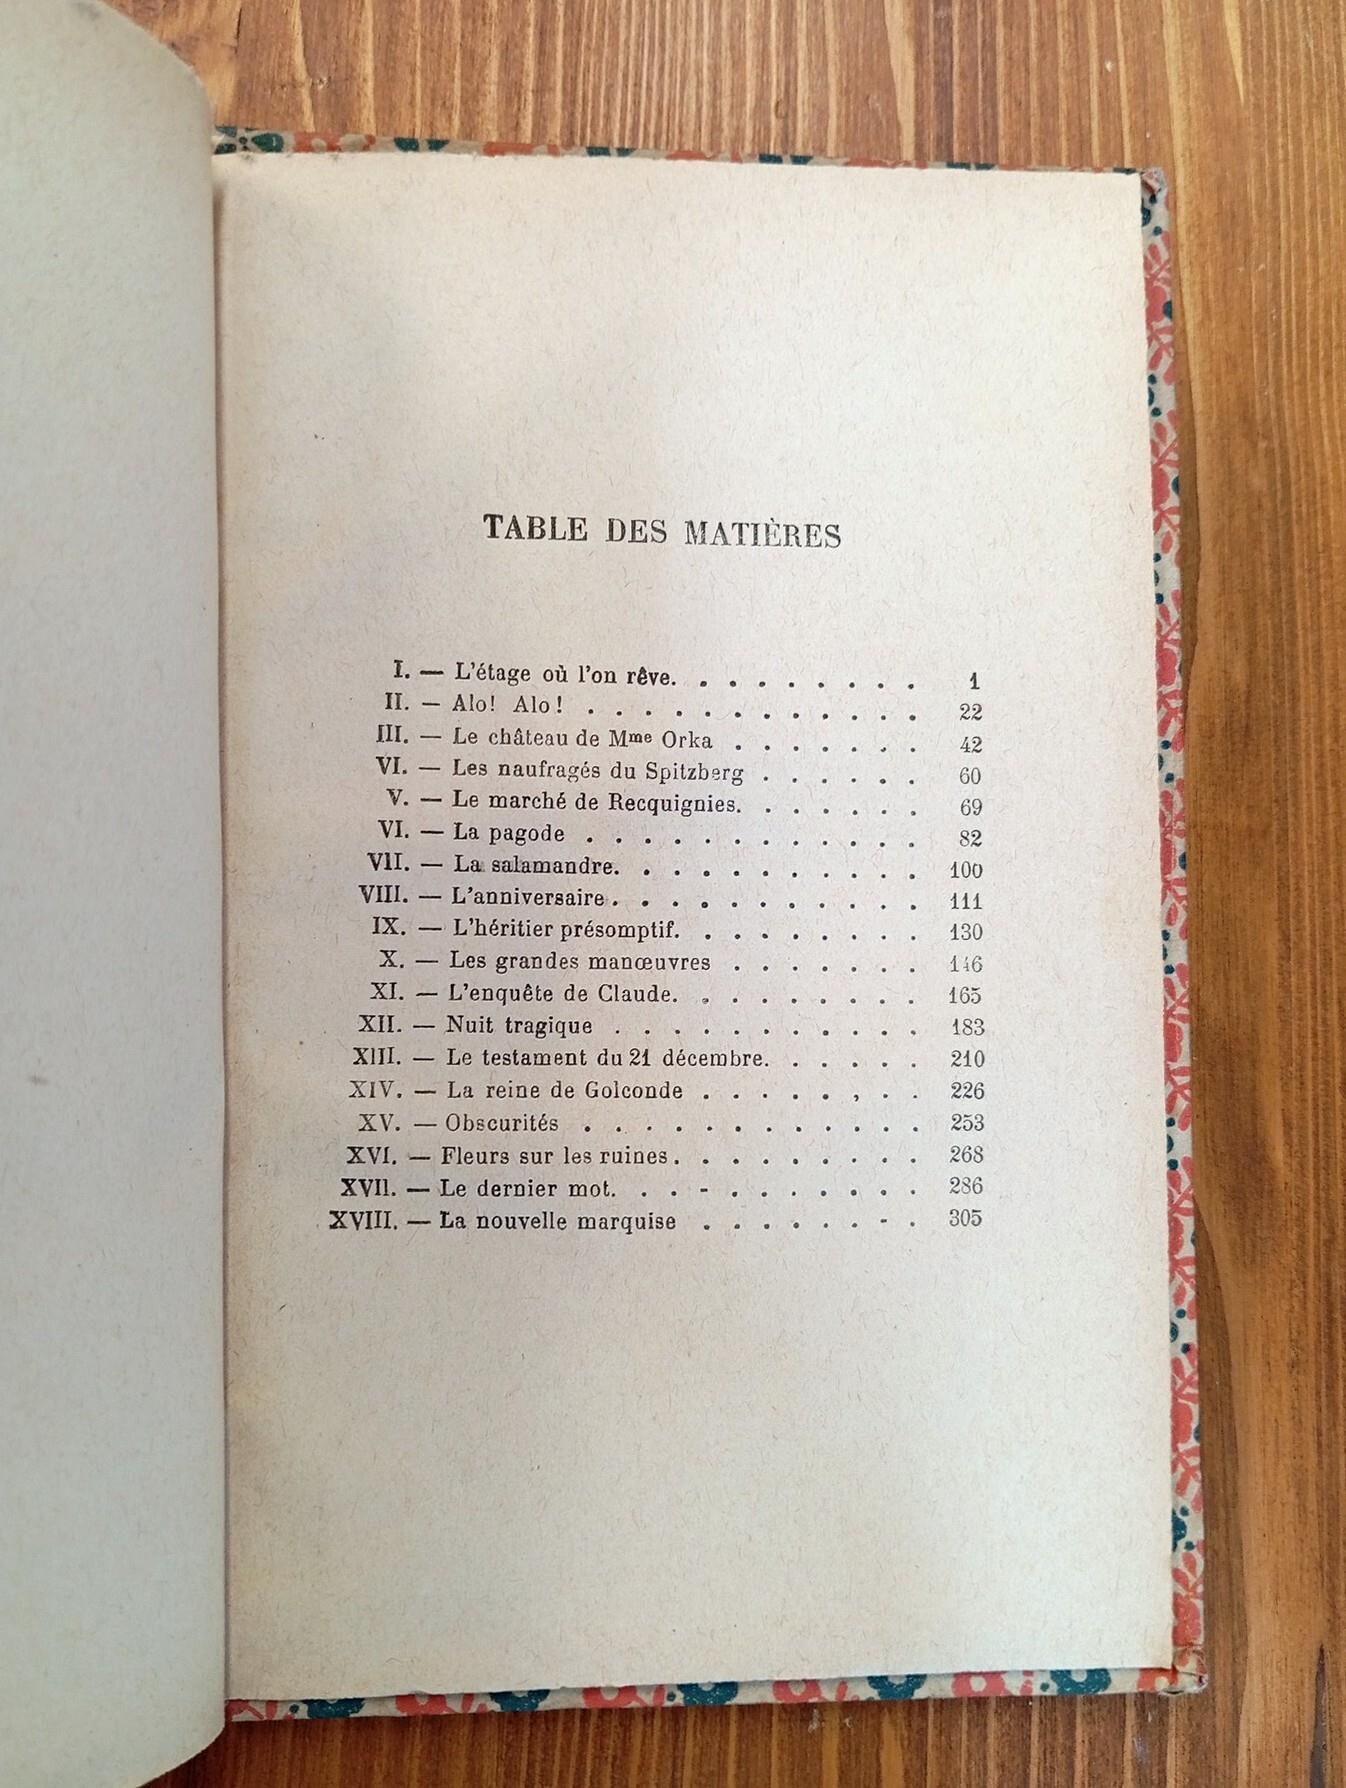 TABLE DES MATIÈRES
I. — L'étage où l'on rêve. . . . . . . . . 1
II. — Alo! Alo! . . . . . . . . . . . . 22
III. — Le château de Mme Orka . . . . . . . 42
VI. — Les naufragés du Spitzberg . . . . . . 60
V. — Le marché de Recquignies. . . . . . . 69
VI. — La pagode . . . . . . . . . . . . 82
VII. — La salamandre. . . . . . . . . . . 100
VIII. — L'anniversaire . . . . . . . . . . . 111
IX. — L'héritier présomptif. . . . . . . . . 130
X. — Les grandes manœuvres . . . . . . . 146
XI. — L'enquête de Claude. . . . . . . . . 165
XII. — Nuit tragique . . . . . . . . . . . 183
XIII. — Le testament du 21 décembre. . . . . . 210
XIV. — La reine de Golconde . . . . . . . . 226
XV. — Obscurités . . . . . . . . . . . . 253
XVI. — Fleurs sur les ruines. . . . . . . . . 268
XVII. — Le dernier mot. . . . . . . . . . . 286
XVIII. — La nouvelle marquise . . . . . . . . 305